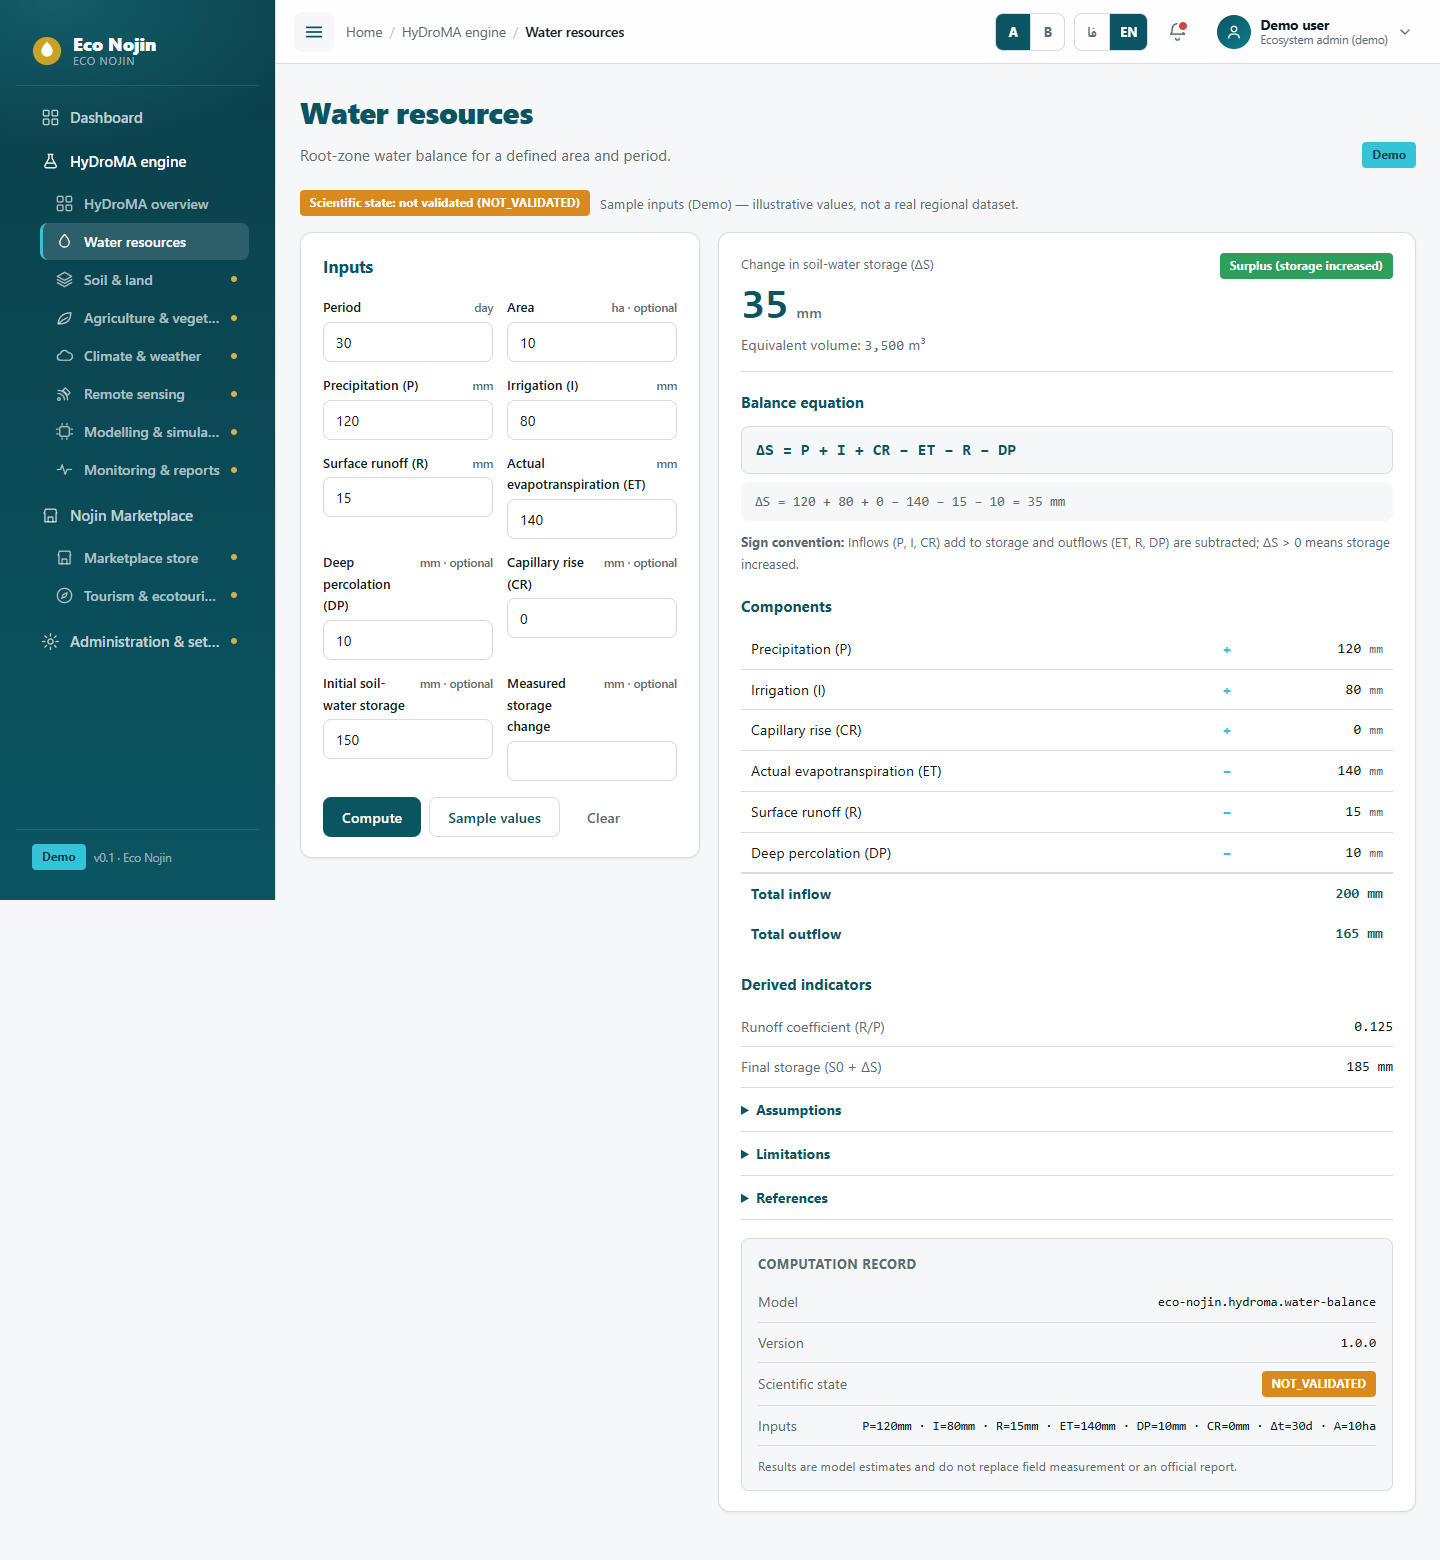 Eco Nojin
ECO NOJIN
Dashboard
HyDroMA engine
HyDroMA overview
Water resources
Soil & land
Agriculture & veget...
Climate & weather
Remote sensing
Modelling & simula...
Monitoring & reports
Nojin Marketplace
Marketplace store
Tourism & ecotouri...
Administration & set...
Demo v0.1 · Eco Nojin
Home / HyDroMA engine / Water resources
A B فا EN
Demo user
Ecosystem admin (demo)
Water resources
Root-zone water balance for a defined area and period.
Demo
Scientific state: not validated (NOT_VALIDATED) Sample inputs (Demo) — illustrative values, not a real regional dataset.
Inputs
Period day
30
Area ha · optional
10
Precipitation (P) mm
120
Irrigation (I) mm
80
Surface runoff (R) mm
15
Actual evapotranspiration (ET) mm
140
Deep percolation (DP) mm · optional
10
Capillary rise (CR) mm · optional
0
Initial soil-water storage mm · optional
150
Measured storage change mm · optional
Compute Sample values Clear
Change in soil-water storage (ΔS)
Surplus (storage increased)
35 mm
Equivalent volume: 3,500 m³
Balance equation
ΔS = P + I + CR − ET − R − DP
ΔS = 120 + 80 + 0 − 140 − 15 − 10 = 35 mm
Sign convention: Inflows (P, I, CR) add to storage and outflows (ET, R, DP) are subtracted; ΔS > 0 means storage
increased.
Components
Precipitation (P) + 120 mm
Irrigation (I) + 80 mm
Capillary rise (CR) + 0 mm
Actual evapotranspiration (ET) − 140 mm
Surface runoff (R) − 15 mm
Deep percolation (DP) − 10 mm
Total inflow 200 mm
Total outflow 165 mm
Derived indicators
Runoff coefficient (R/P) 0.125
Final storage (S0 + ΔS) 185 mm
Assumptions
Limitations
References
COMPUTATION RECORD
Model eco-nojin.hydroma.water-balance
Version 1.0.0
Scientific state NOT_VALIDATED
Inputs P=120mm · I=80mm · R=15mm · ET=140mm · DP=10mm · CR=0mm · Δt=30d · A=10ha
Results are model estimates and do not replace field measurement or an official report.